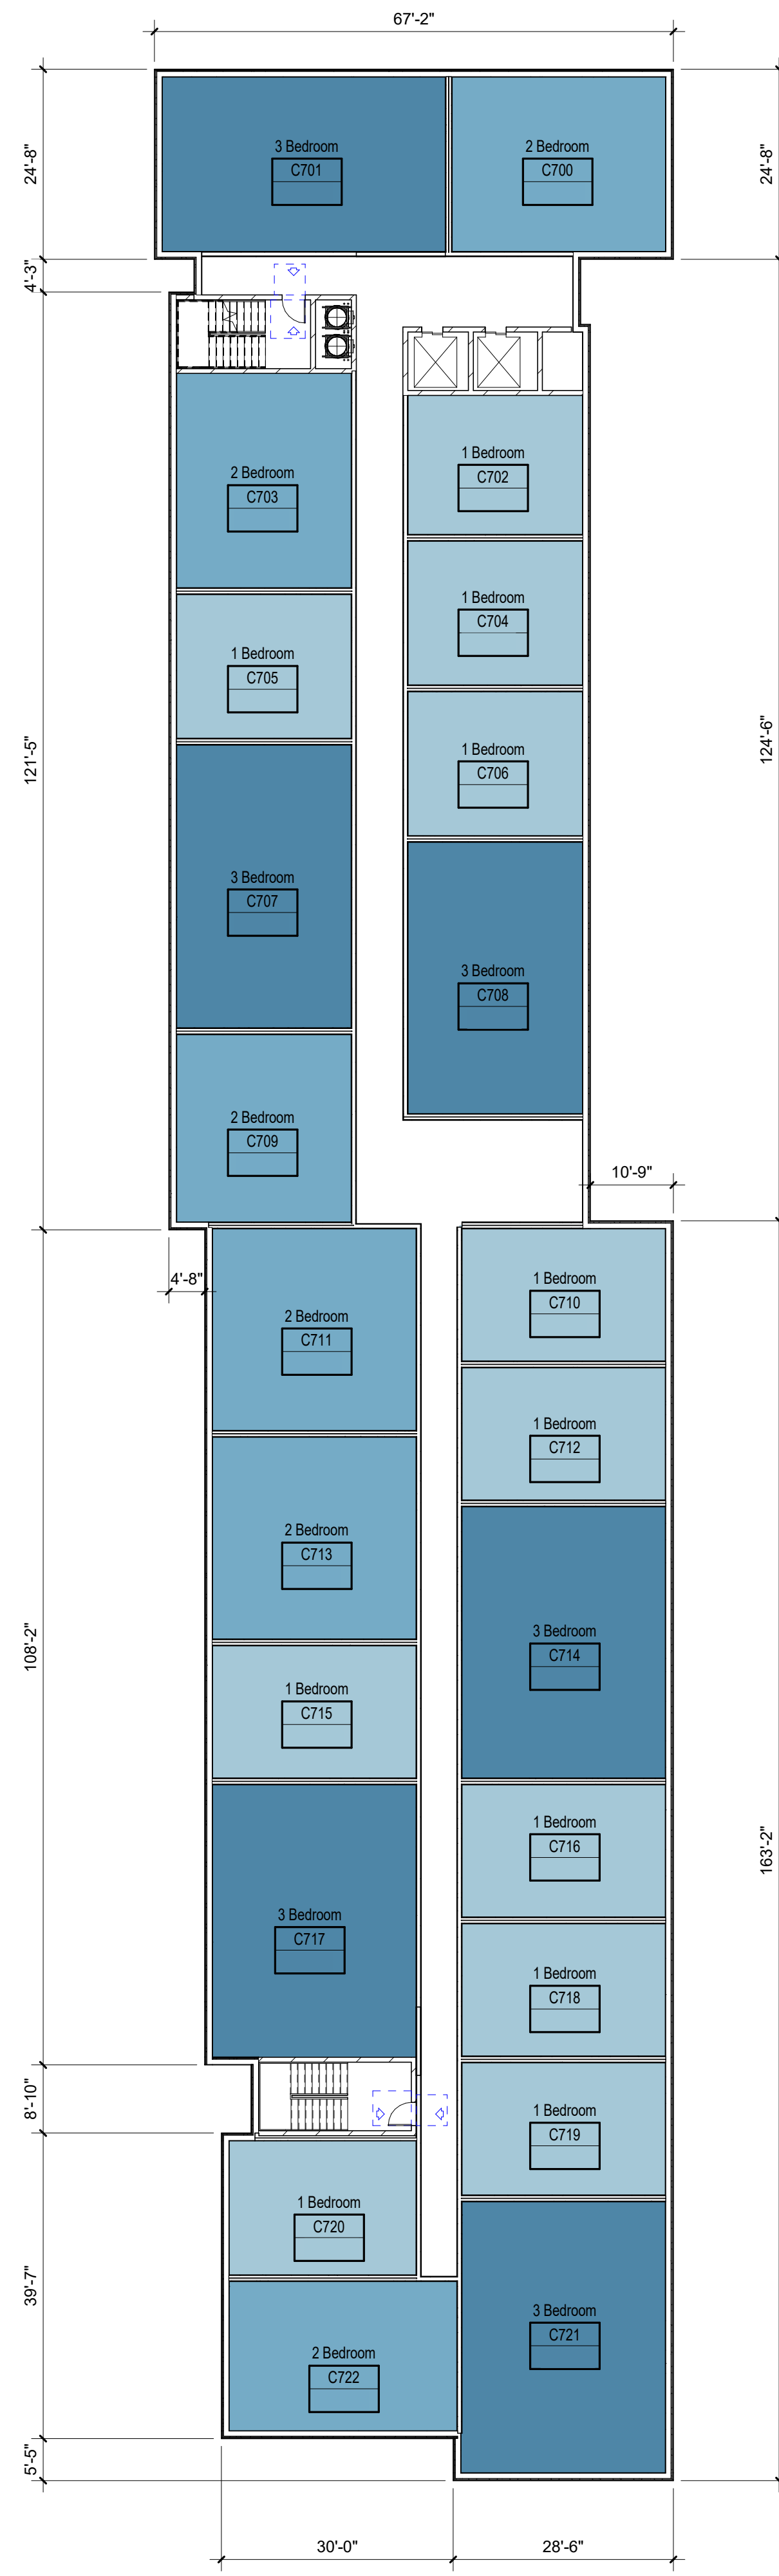 67'-2"
24'-8"
24'-8"
3 Bedroom
C701
2 Bedroom
C700
4'-3"
1 Bedroom
C702
2 Bedroom
C703
1 Bedroom
C704
1 Bedroom
C705
121'-5"
124'-6"
1 Bedroom
C706
3 Bedroom
C707
3 Bedroom
C708
2 Bedroom
C709
10'-9"
4'-8"
1 Bedroom
C710
2 Bedroom
C711
1 Bedroom
C712
2 Bedroom
C713
108'-2"
3 Bedroom
C714
1 Bedroom
C715
163'-2"
1 Bedroom
C716
3 Bedroom
C717
1 Bedroom
C718
8'-10"
1 Bedroom
C719
1 Bedroom
C720
39'-7"
3 Bedroom
C721
2 Bedroom
C722
5'-5"
30'-0"
28'-6"